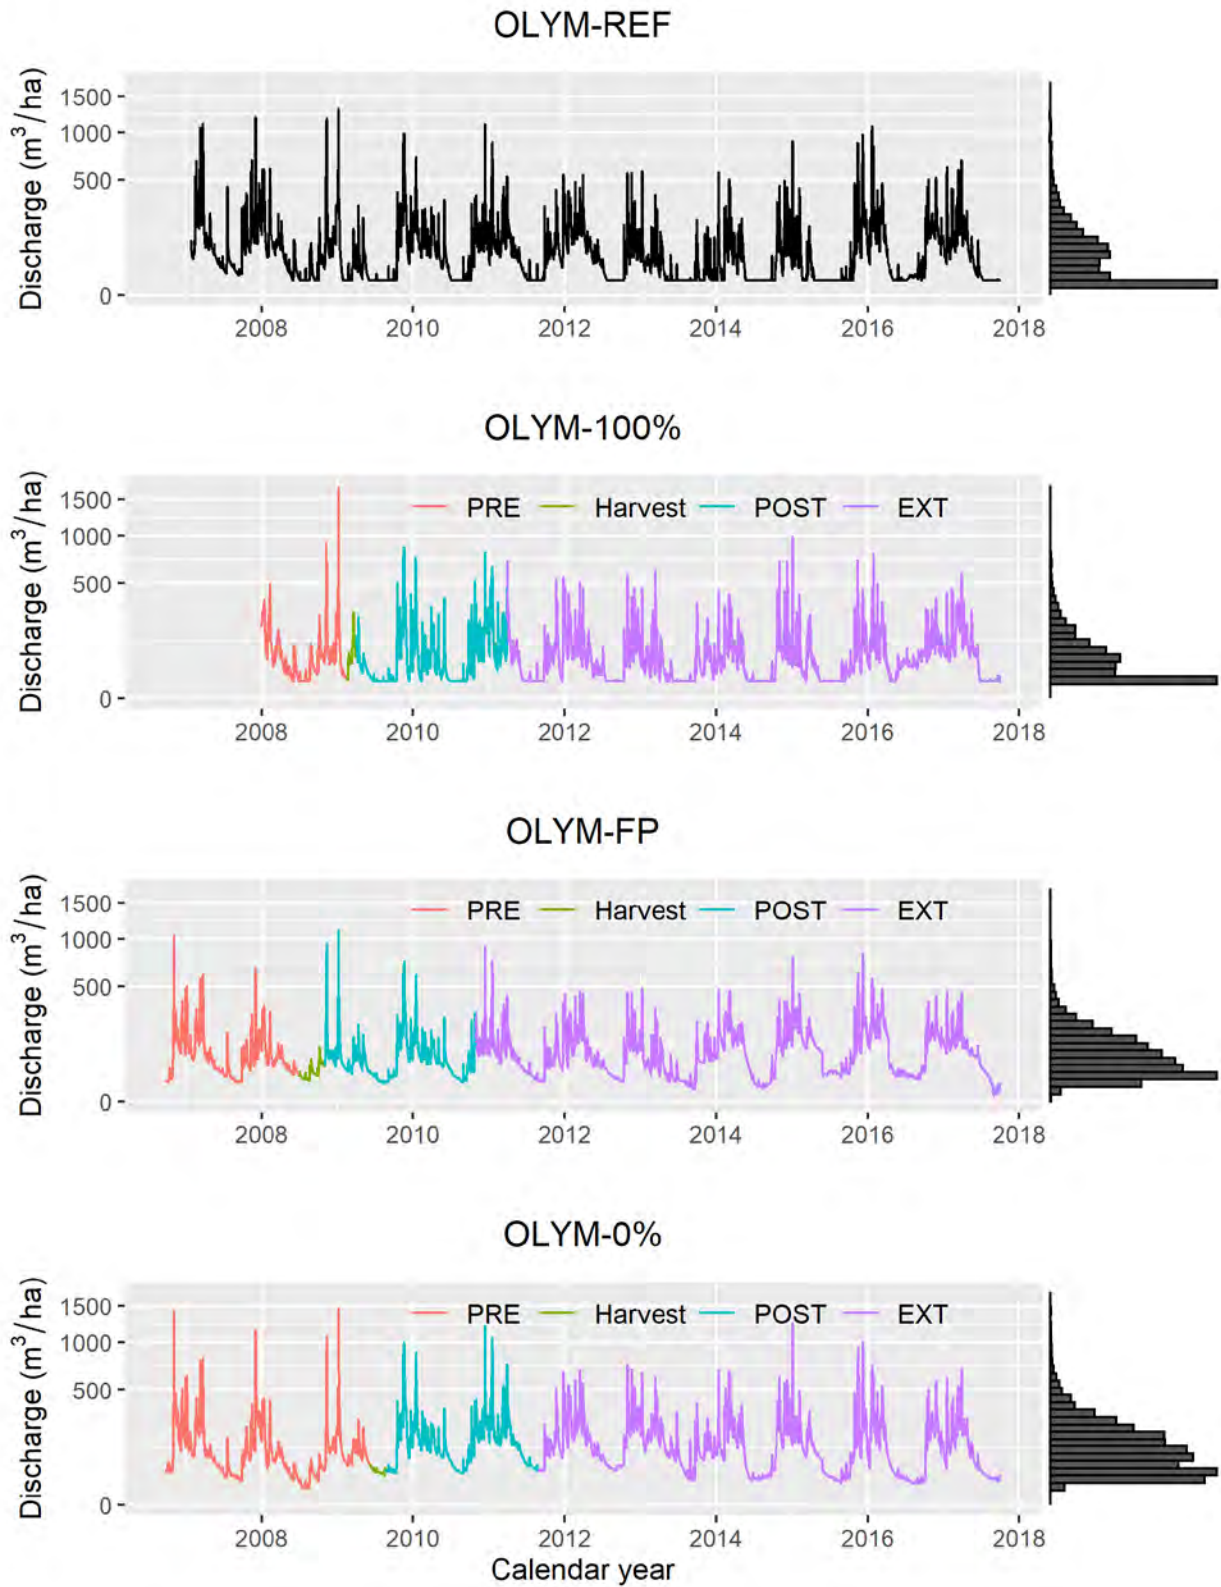 OLYM-REF
Discharge (m³/ha)
1500
1000
500
0
2008 2010 2012 2014 2016 2018
OLYM-100%
Discharge (m³/ha)
PRE Harvest POST EXT
1500
1000
500
0
2008 2010 2012 2014 2016 2018
OLYM-FP
Discharge (m³/ha)
PRE Harvest POST EXT
1500
1000
500
0
2008 2010 2012 2014 2016 2018
OLYM-0%
Discharge (m³/ha)
PRE Harvest POST EXT
1500
1000
500
0
2008 2010 2012 2014 2016 2018
Calendar year